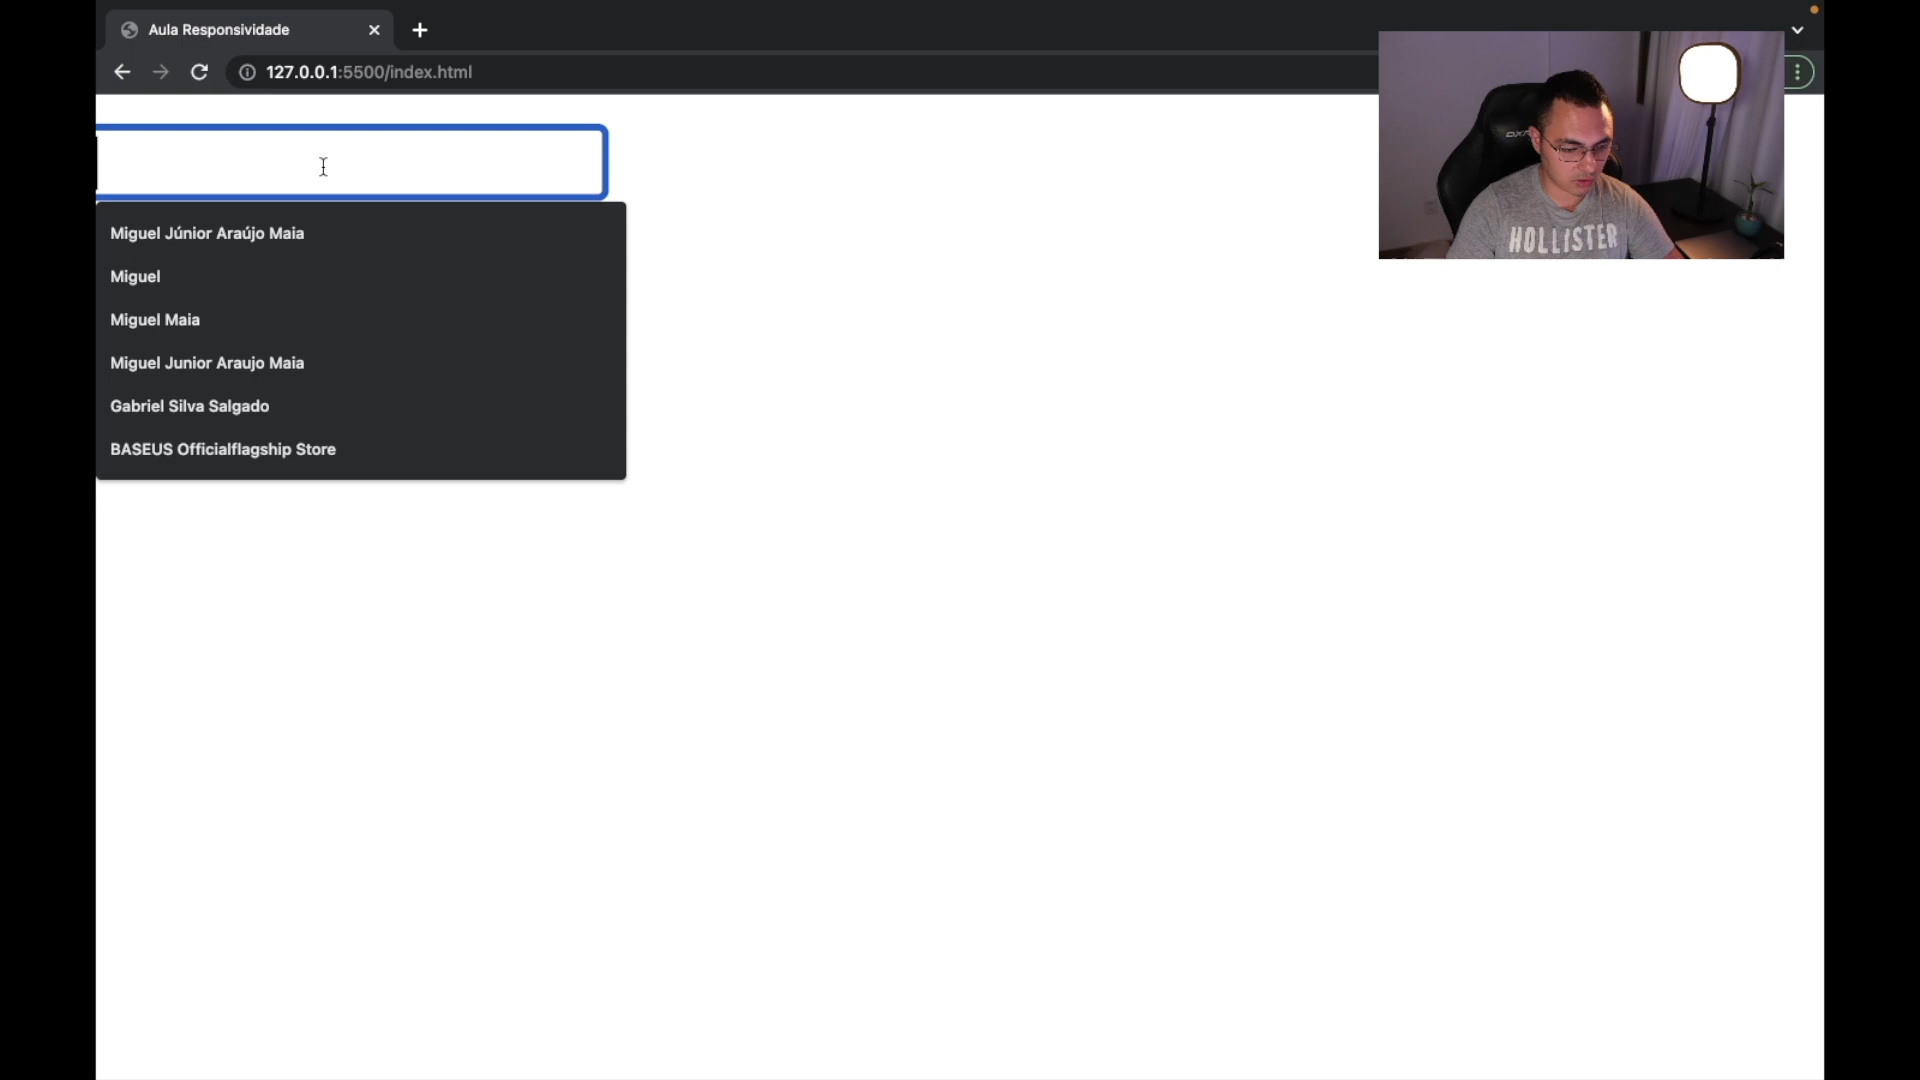 Aula Responsividade
127.0.0.1:5500/index.html
HOLLISTER
Miguel Júnior Araújo Maia
Miguel
Miguel Maia
Miguel Junior Araujo Maia
Gabriel Silva Salgado
BASEUS Officialflagship Store